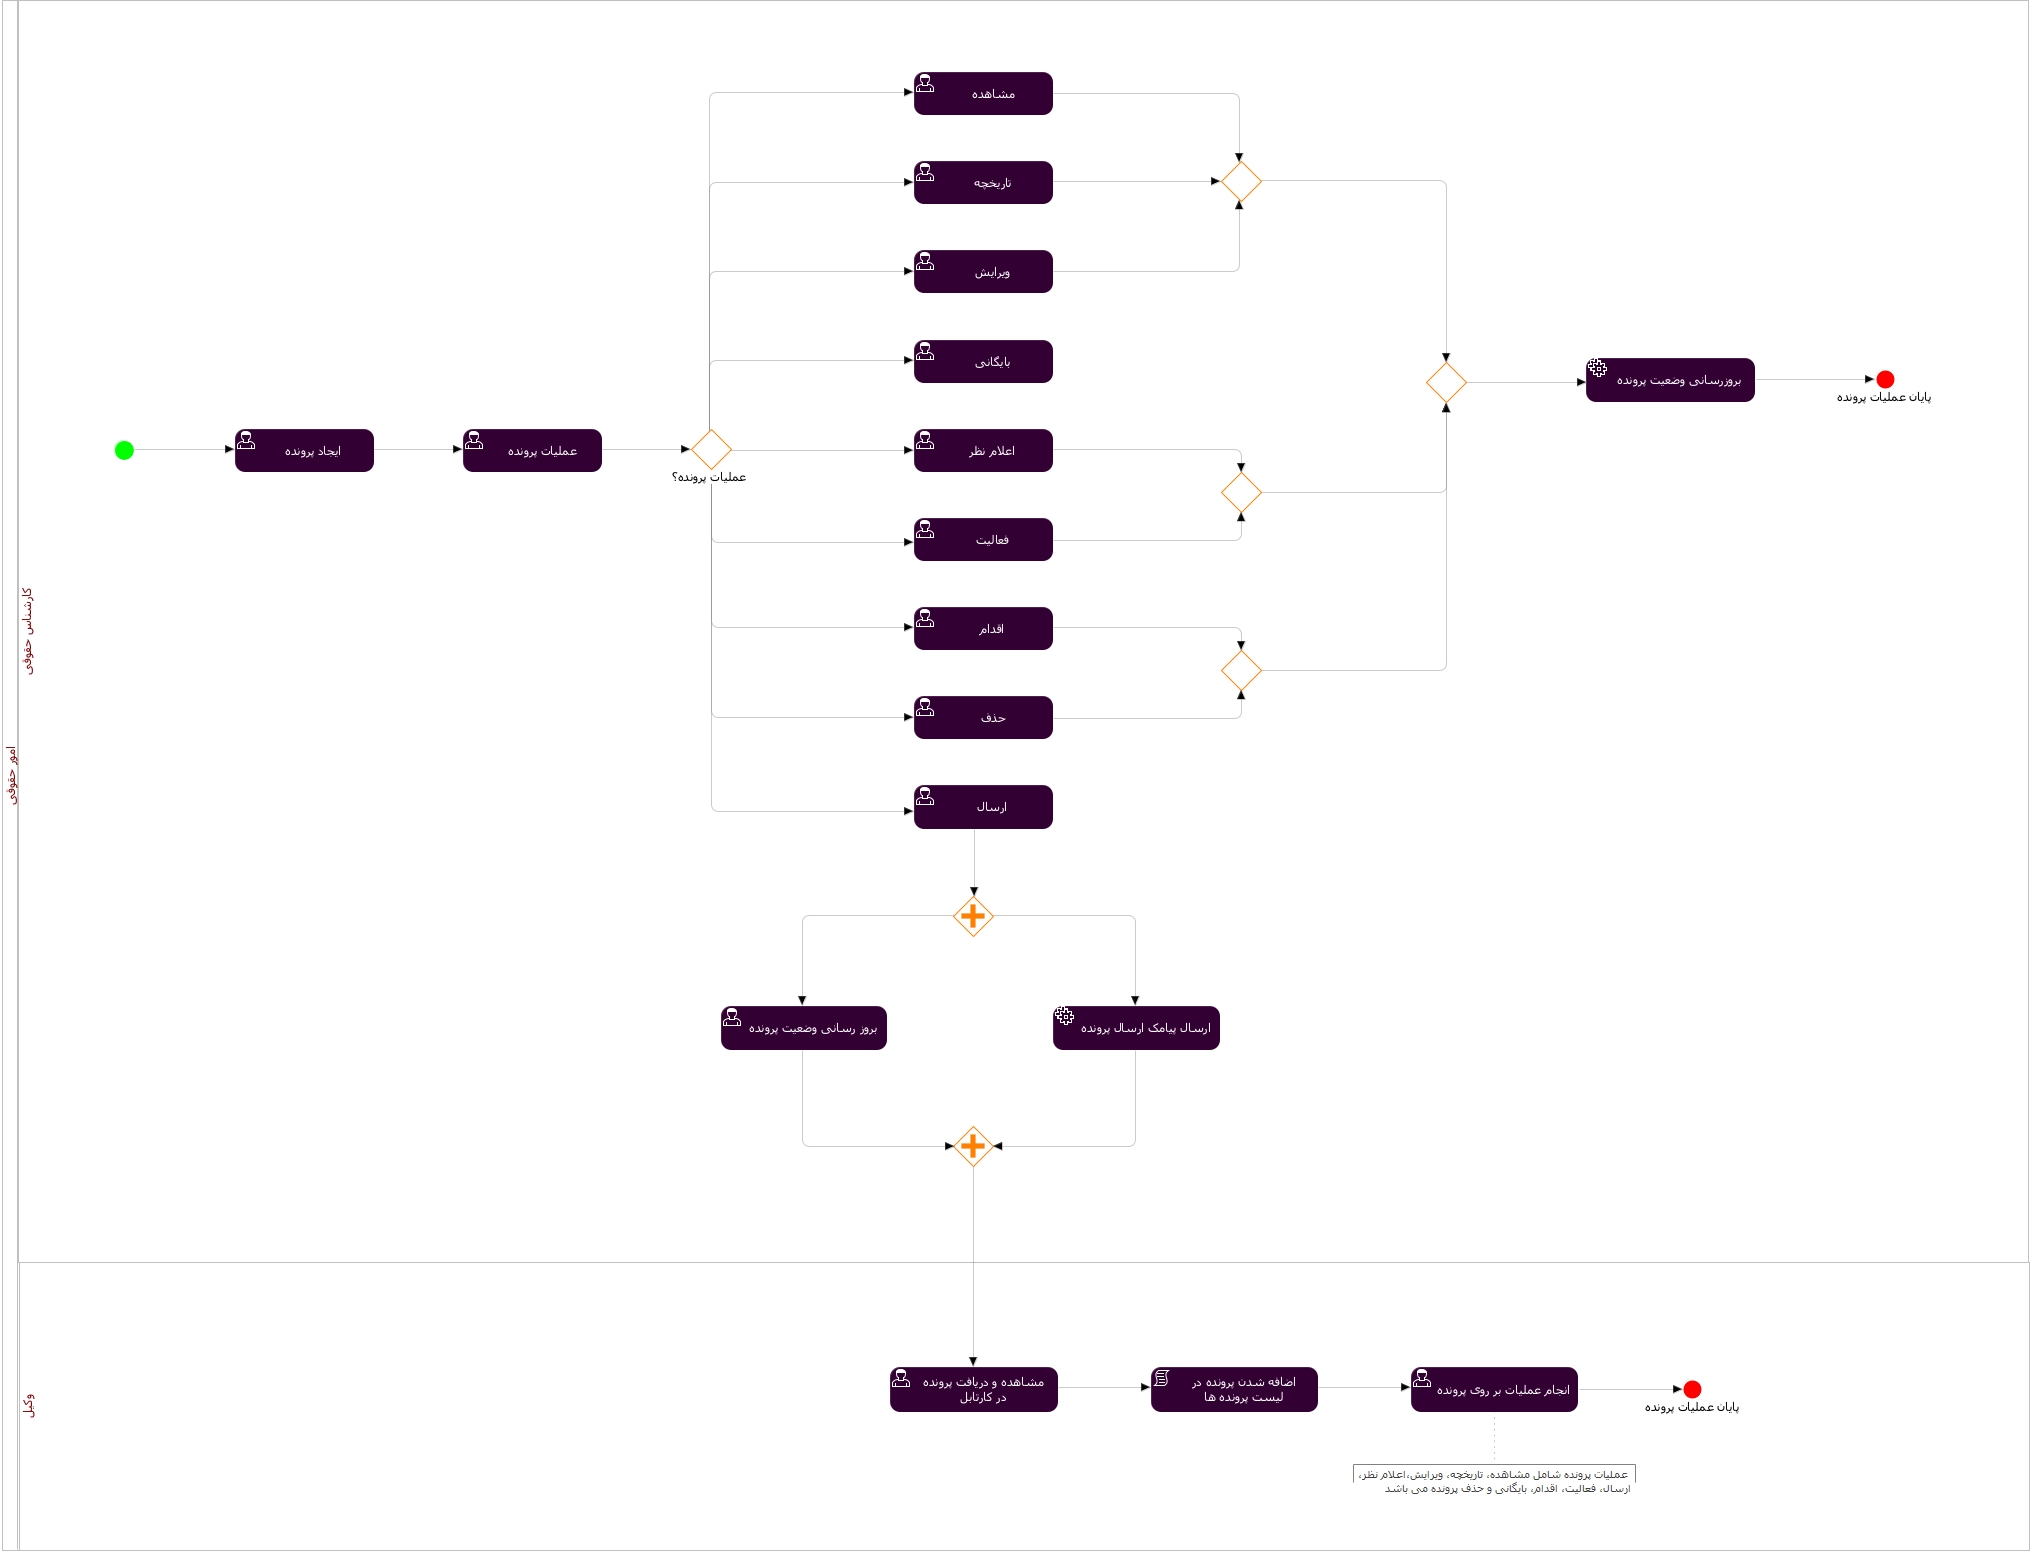 امور حقوقی
کارشناس حقوقی
ایجاد پرونده
عملیات پرونده
عملیات پرونده؟
مشاهده
تاریخچه
ویرایش
بایگانی
اعلام نظر
فعالیت
اقدام
حذف
ارسال
بروزرسانی وضعیت پرونده
پایان عملیات پرونده
بروز رسانی وضعیت پرونده
ارسال پیامک ارسال پرونده
وکیل
مشاهده و دریافت پرونده
در کارتابل
اضافه شدن پرونده در
لیست پرونده ها
انجام عملیات بر روی پرونده
پایان عملیات پرونده
عملیات پرونده شامل مشاهده، تاریخچه، ویرایش،اعلام نظر،
ارسال، فعالیت، اقدام، بایگانی و حذف پرونده می باشد